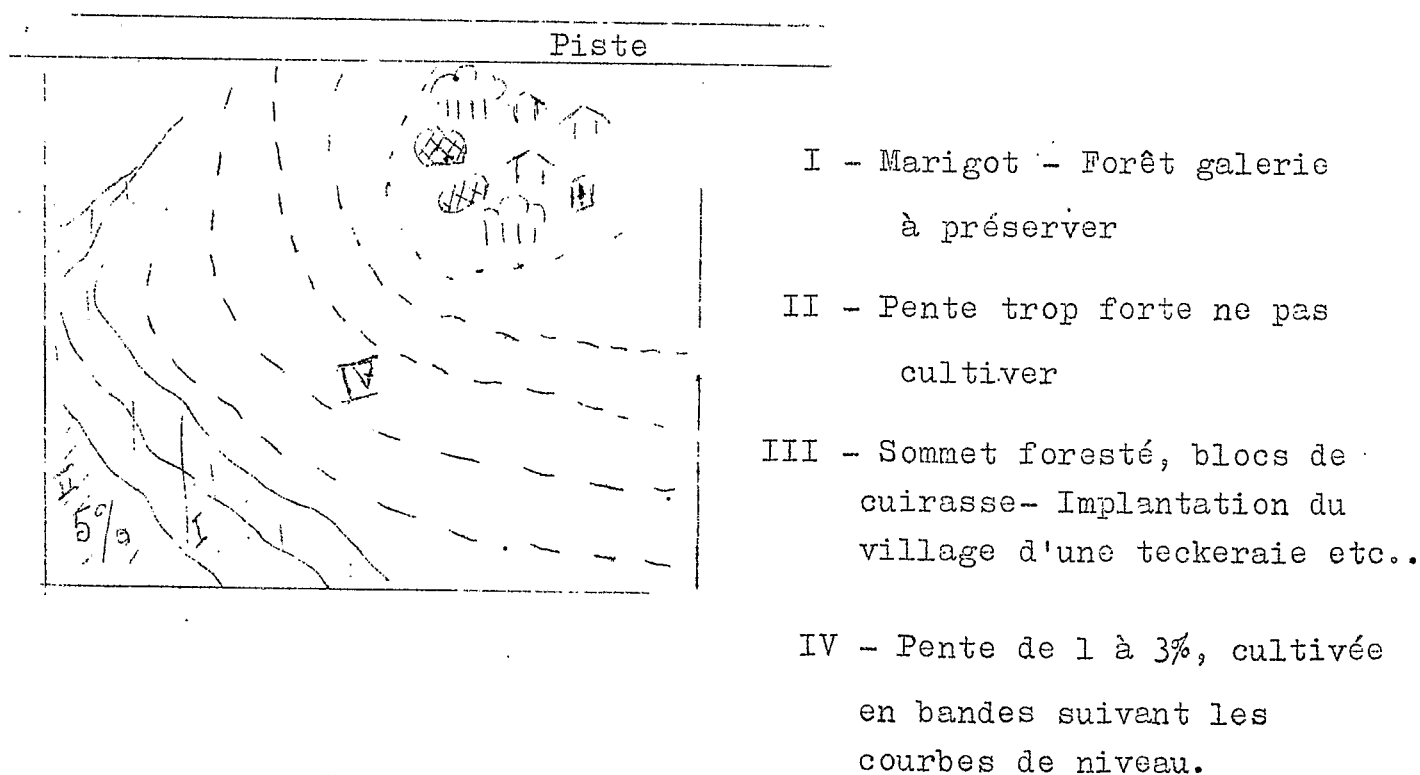 Piste
I - Marigot - Forêt galerie
à préserver
II - Pente trop forte ne pas
cultiver
III - Sommet foresté, blocs de
cuirasse- Implantation du
village d'une teckeraie etc..
IV - Pente de 1 à 3%, cultivée
en bandes suivant les
courbes de niveau.
IV
II
5%
I